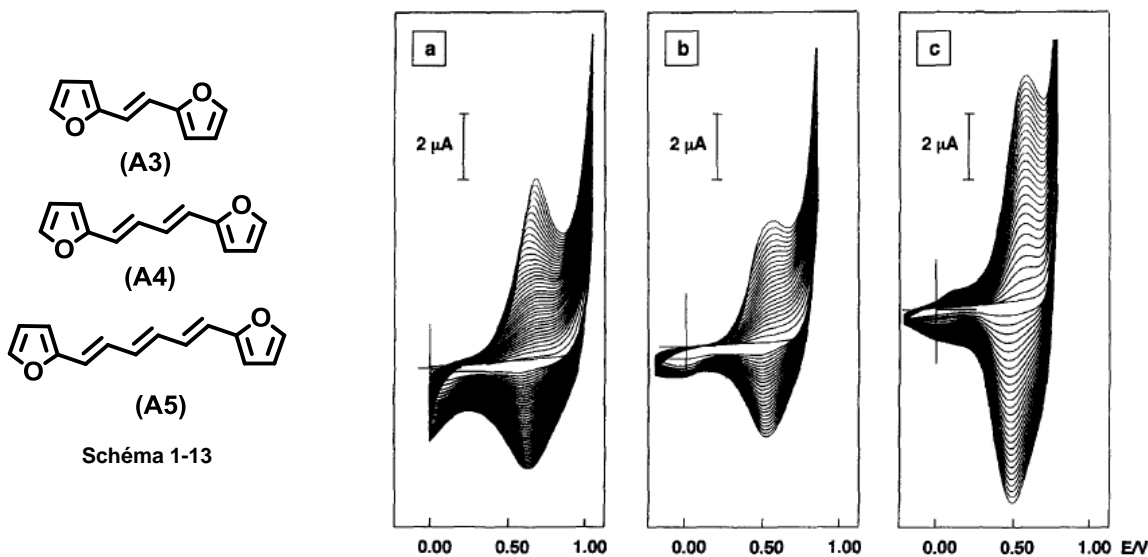 O
O
(A3)
O
O
(A4)
O
O
(A5)
Schéma 1-13
a
2 μA
b
2 μA
c
2 μA
0.00 0.50 1.00
0.00 0.50 1.00
0.00 0.50 1.00 E/V